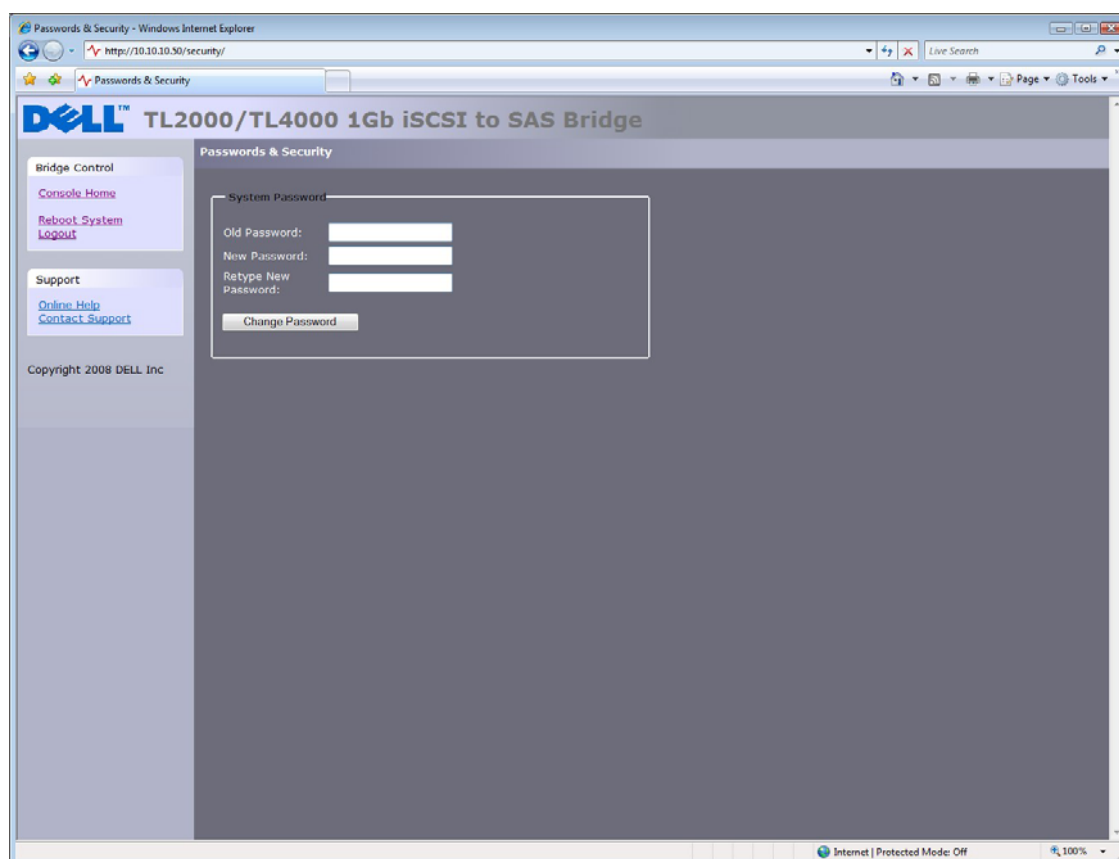 Passwords & Security - Windows Internet Explorer
http://10.10.10.50/security/
Live Search
Passwords & Security
Page
Tools
DELL™ TL2000/TL4000 1Gb iSCSI to SAS Bridge
Passwords & Security
Bridge Control
Console Home
Reboot System
Logout
Support
Online Help
Contact Support
Copyright 2008 DELL Inc
System Password
Old Password:
New Password:
Retype New
Password:
Change Password
Internet | Protected Mode: Off
100%